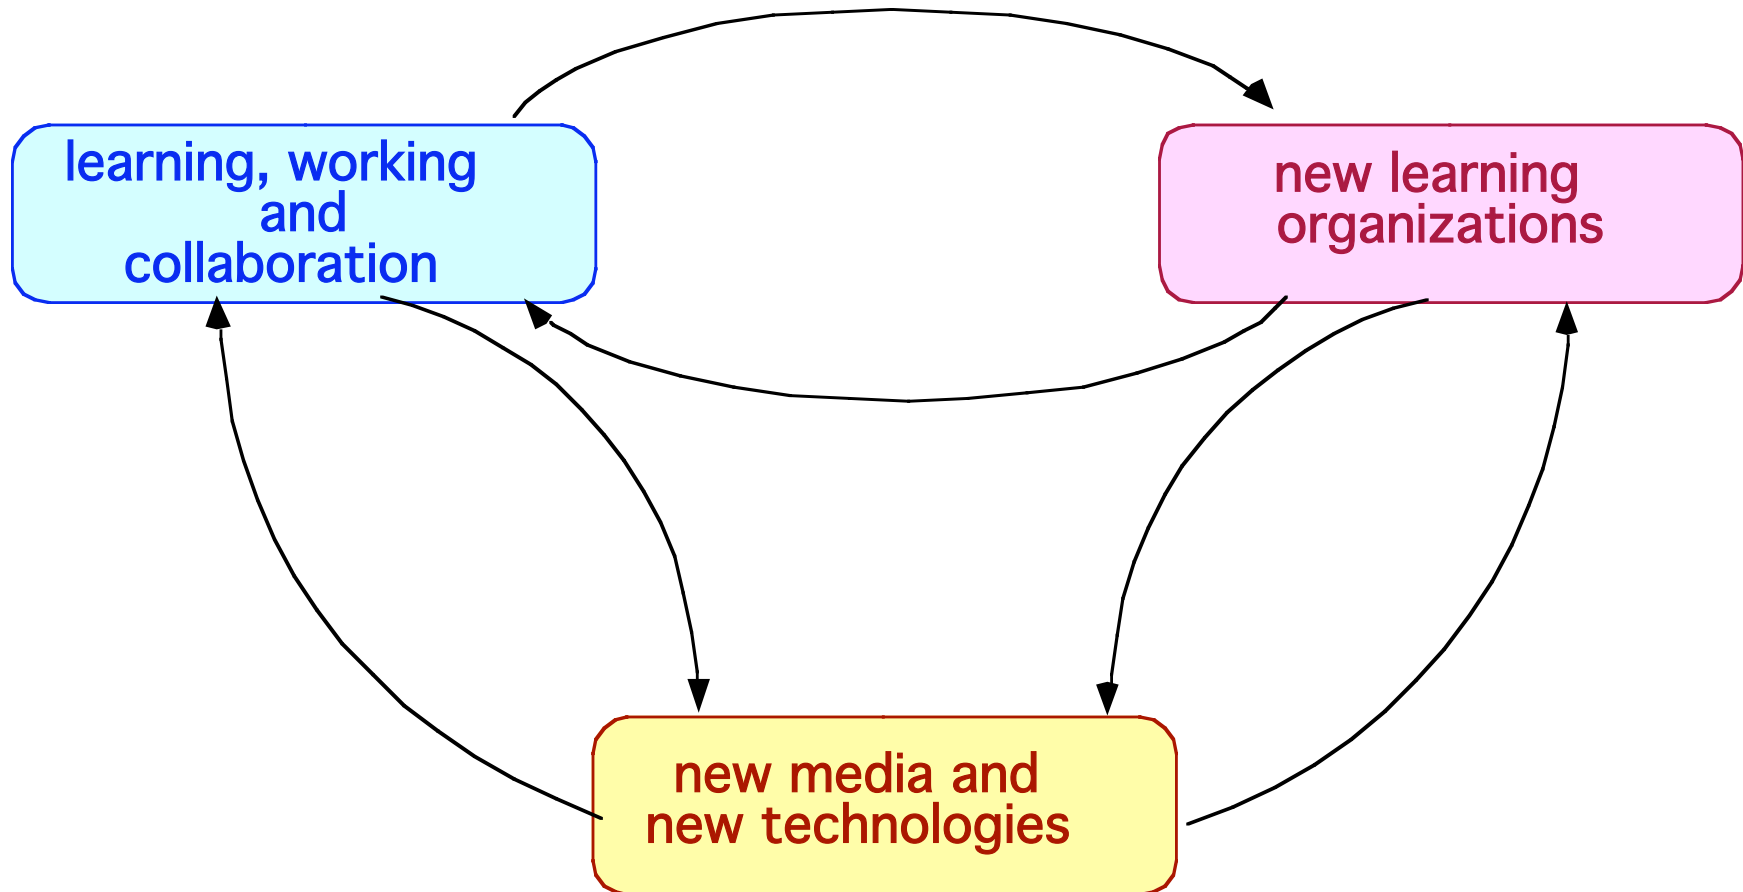 learning, working
and
collaboration
new learning
organizations
new media and
new technologies